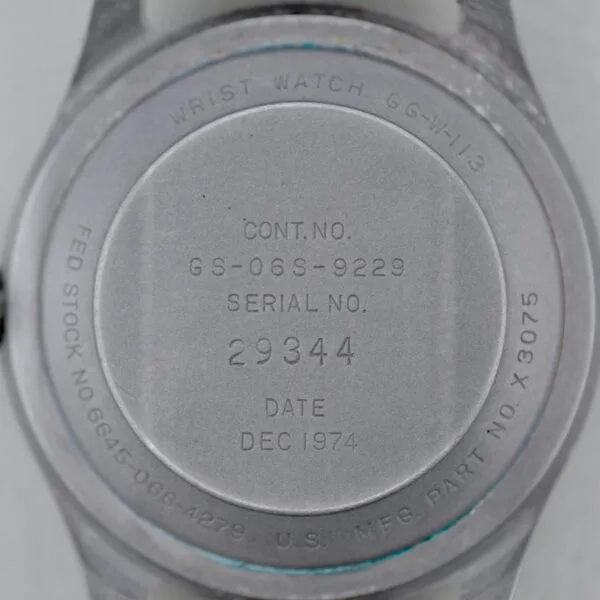 WRIST WATCH GG-W-113
CONT. NO.
GS-06S-9229
SERIAL NO.
29344
DATE
DEC 1974
FED. STOCK NO. 6645-066-4279 U.S. MFG. PART NO. X3075